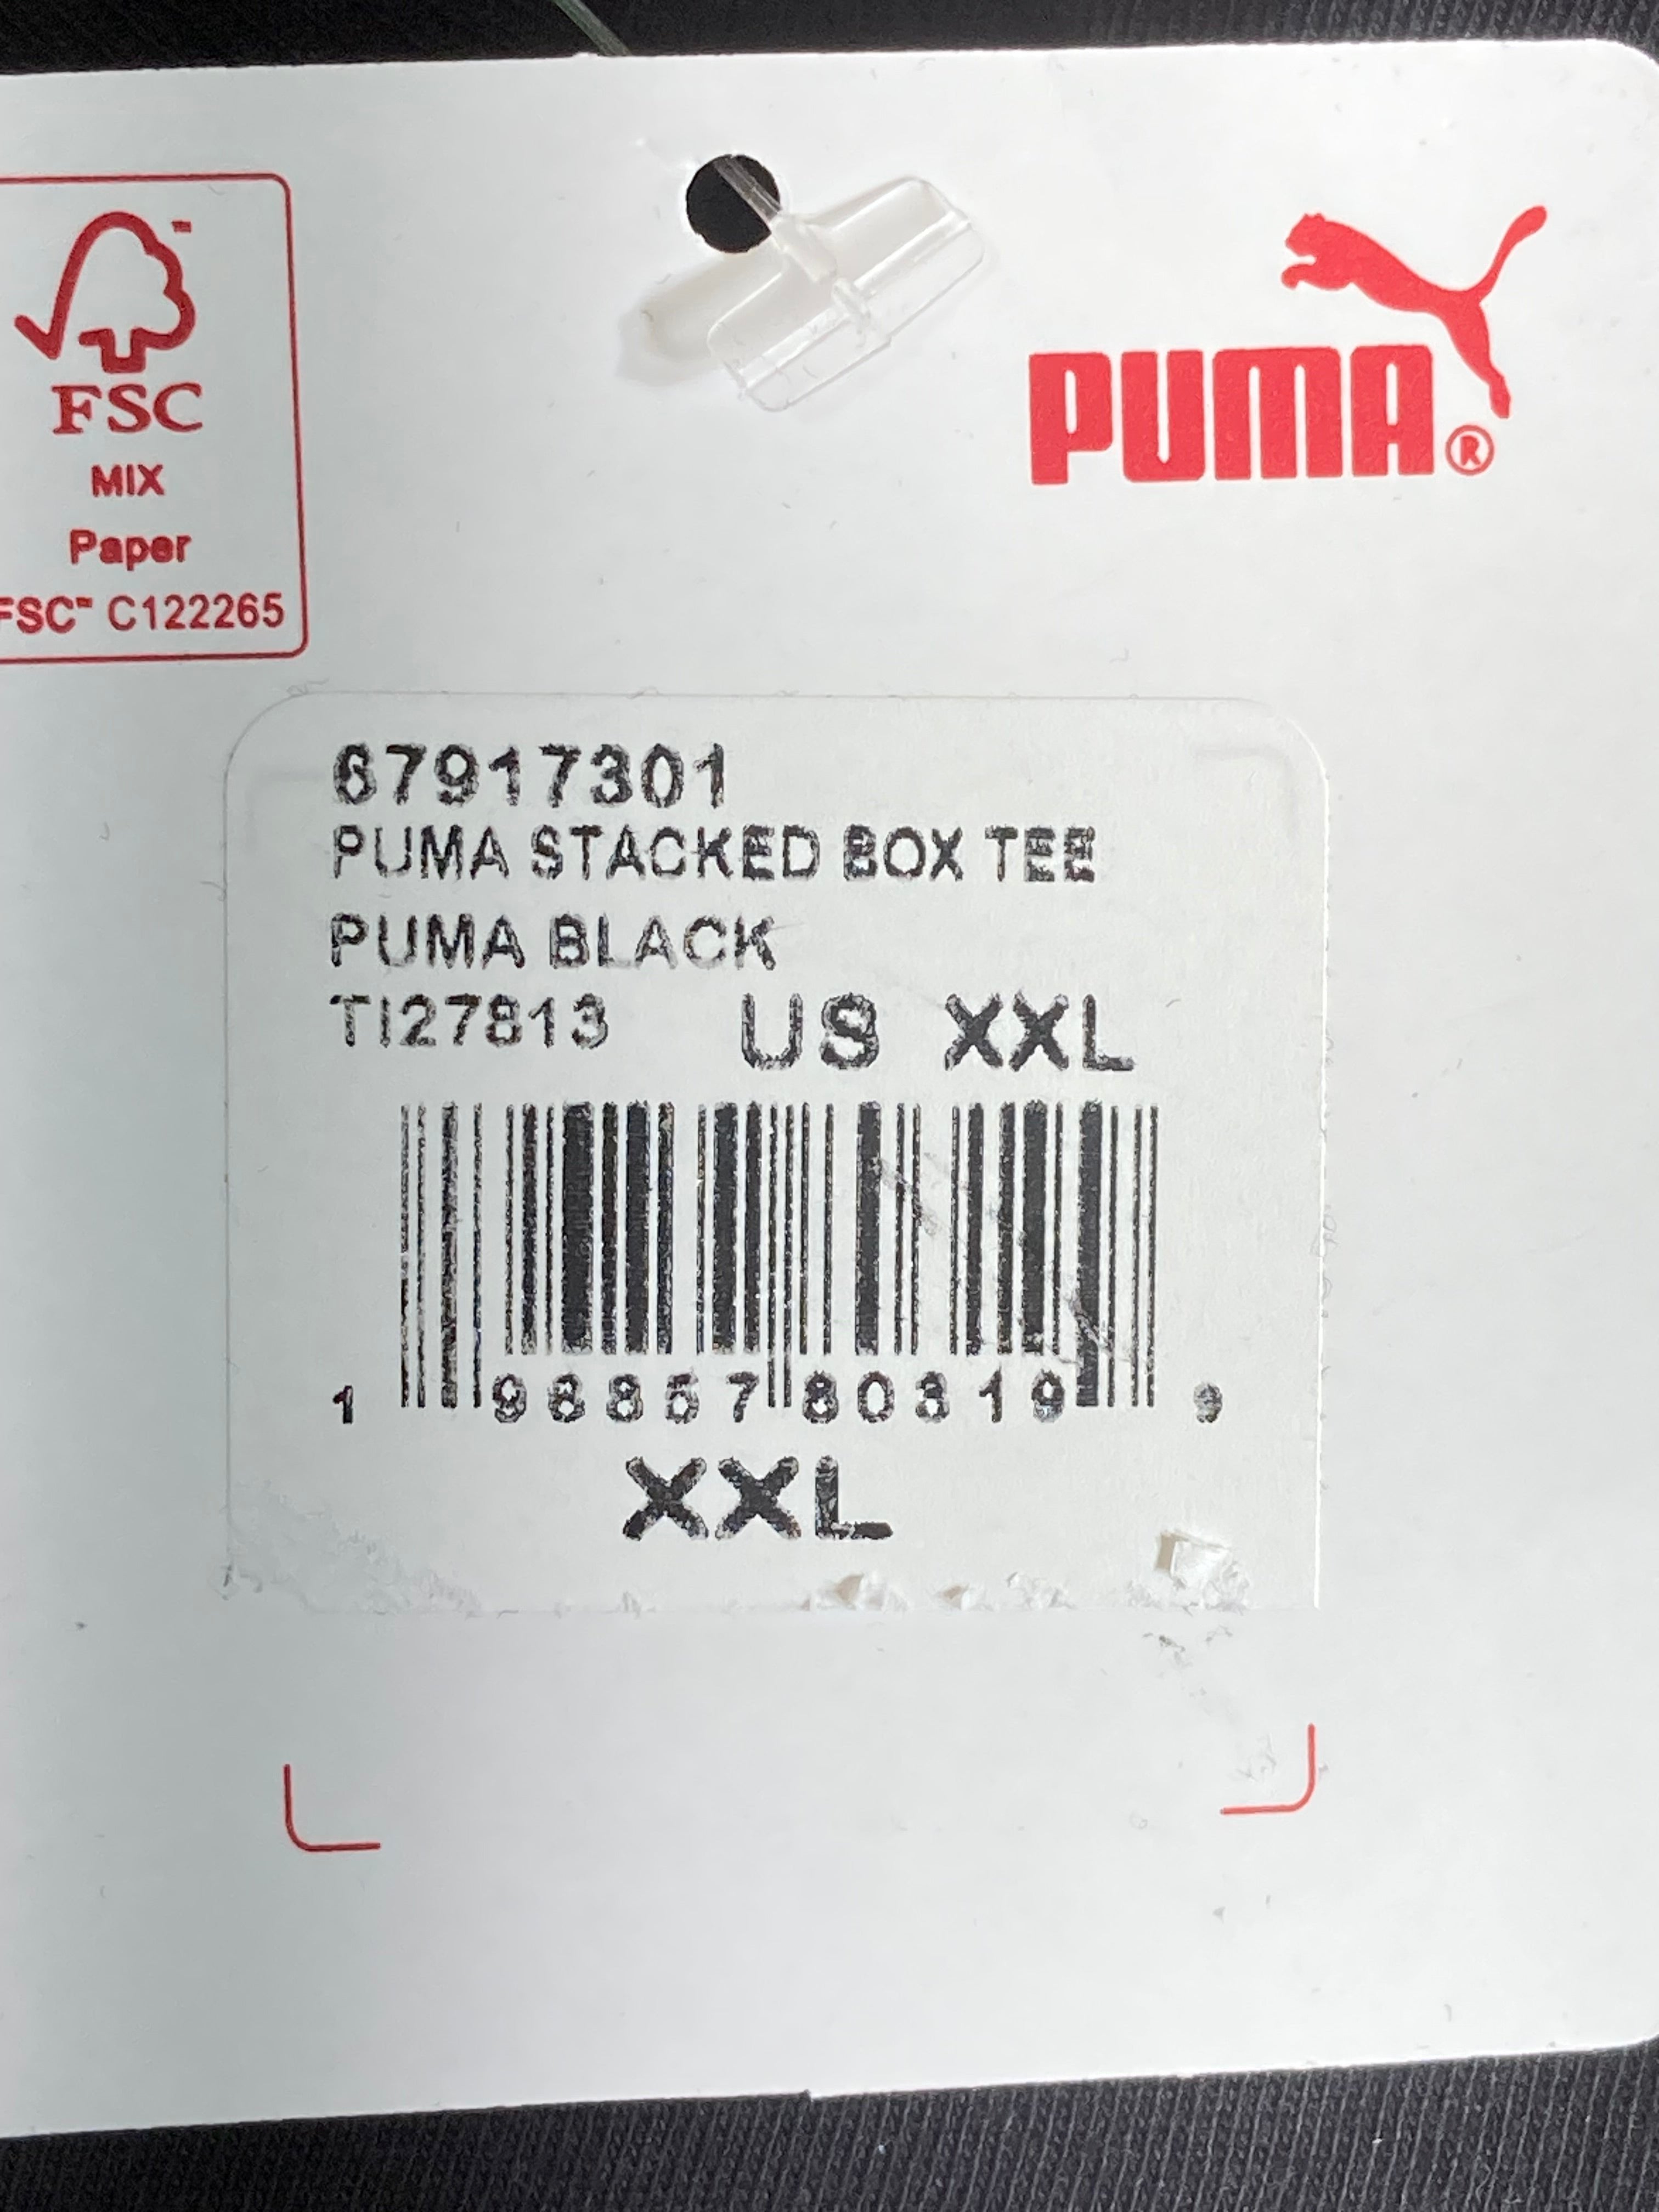 FSC
MIX
Paper
FSC™ C122265
PUMA®
67917301
PUMA STACKED BOX TEE
PUMA BLACK
TI27813 US XXL
1 96857 80319 9
XXL